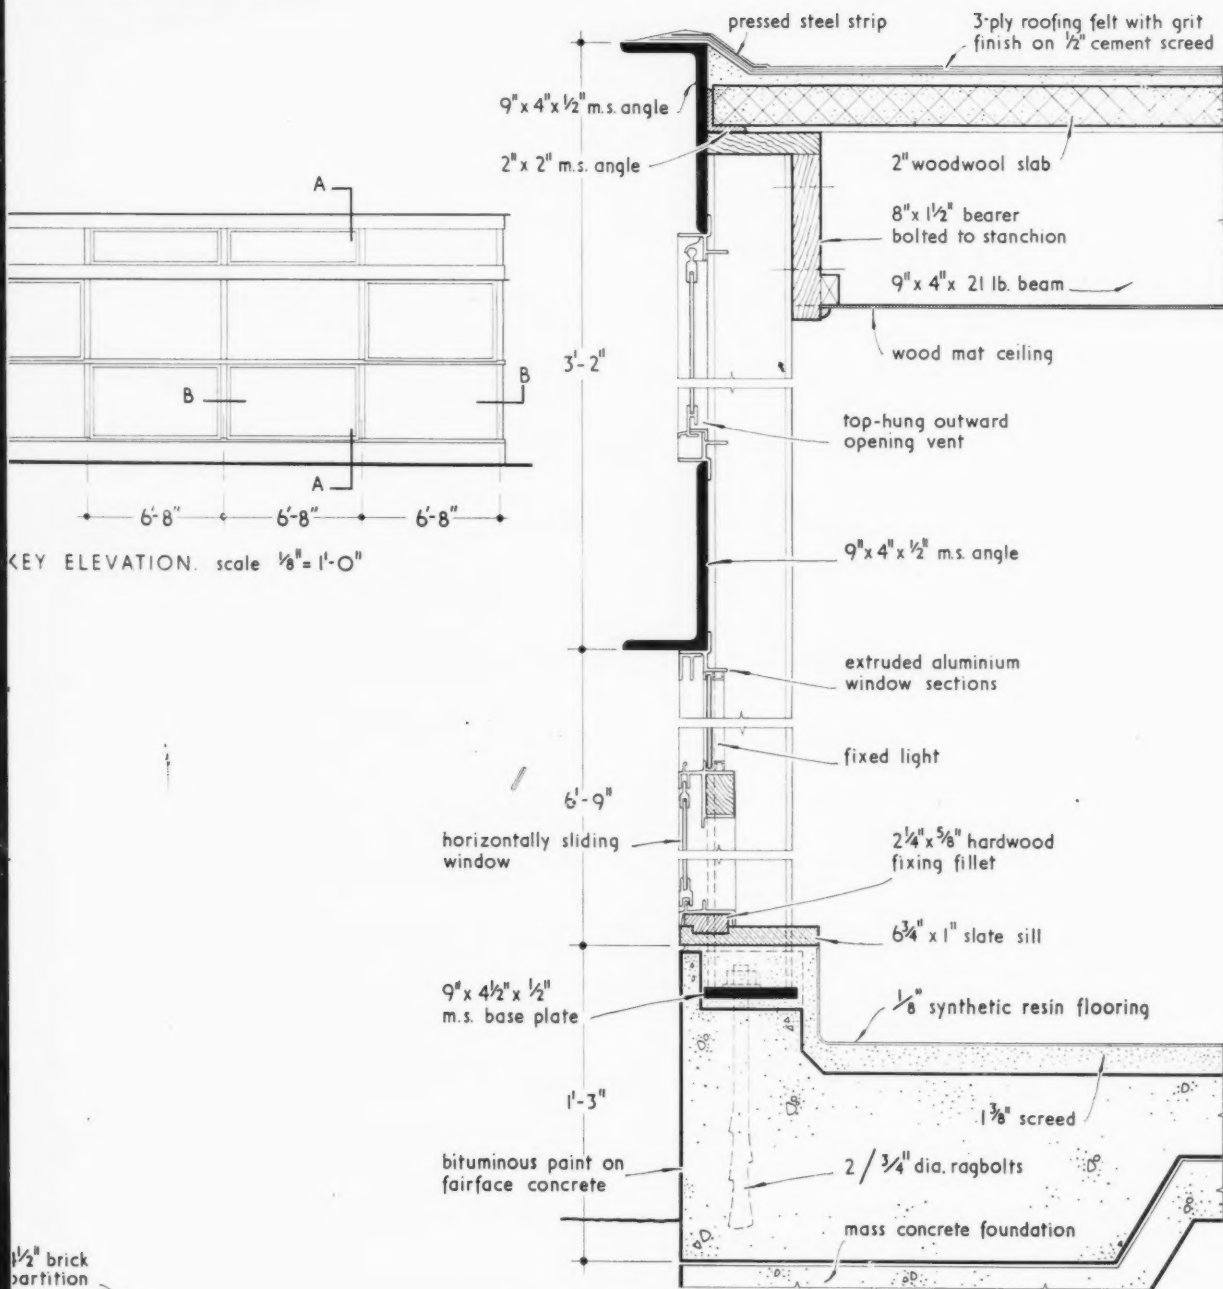 pressed steel strip
3-ply roofing felt with grit
finish on ½" cement screed
9" x 4" x ½" m.s. angle
2" x 2" m.s. angle
2" woodwool slab
8" x 1½" bearer
bolted to stanchion
9" x 4" x 21 lb. beam
wood mat ceiling
A
B
B
A
6'-8"
6'-8"
6'-8"
KEY ELEVATION. scale ⅛" = 1'-0"
3'-2"
top-hung outward
opening vent
9" x 4" x ½" m.s. angle
extruded aluminium
window sections
fixed light
6'-9"
horizontally sliding
window
2¼" x ⅝" hardwood
fixing fillet
6¾" x 1" slate sill
9" x 4½" x ½"
m.s. base plate
⅛" synthetic resin flooring
1'-3"
1⅜" screed
bituminous paint on
fairface concrete
2 / ¾" dia. ragbolts
mass concrete foundation
4½" brick
partition